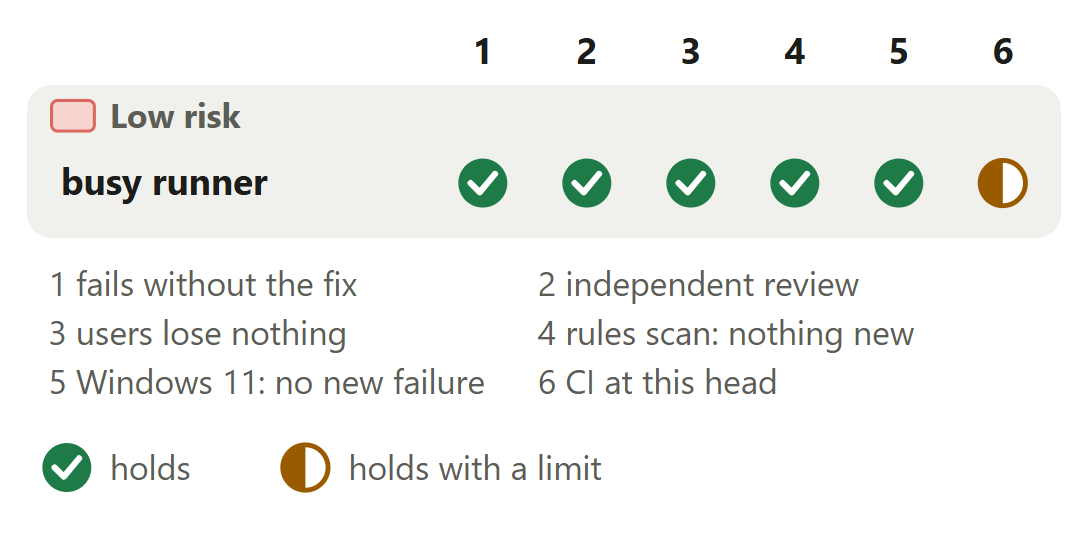 1 2 3 4 5 6
Low risk
busy runner
1 fails without the fix
2 independent review
3 users lose nothing
4 rules scan: nothing new
5 Windows 11: no new failure
6 CI at this head
holds
holds with a limit